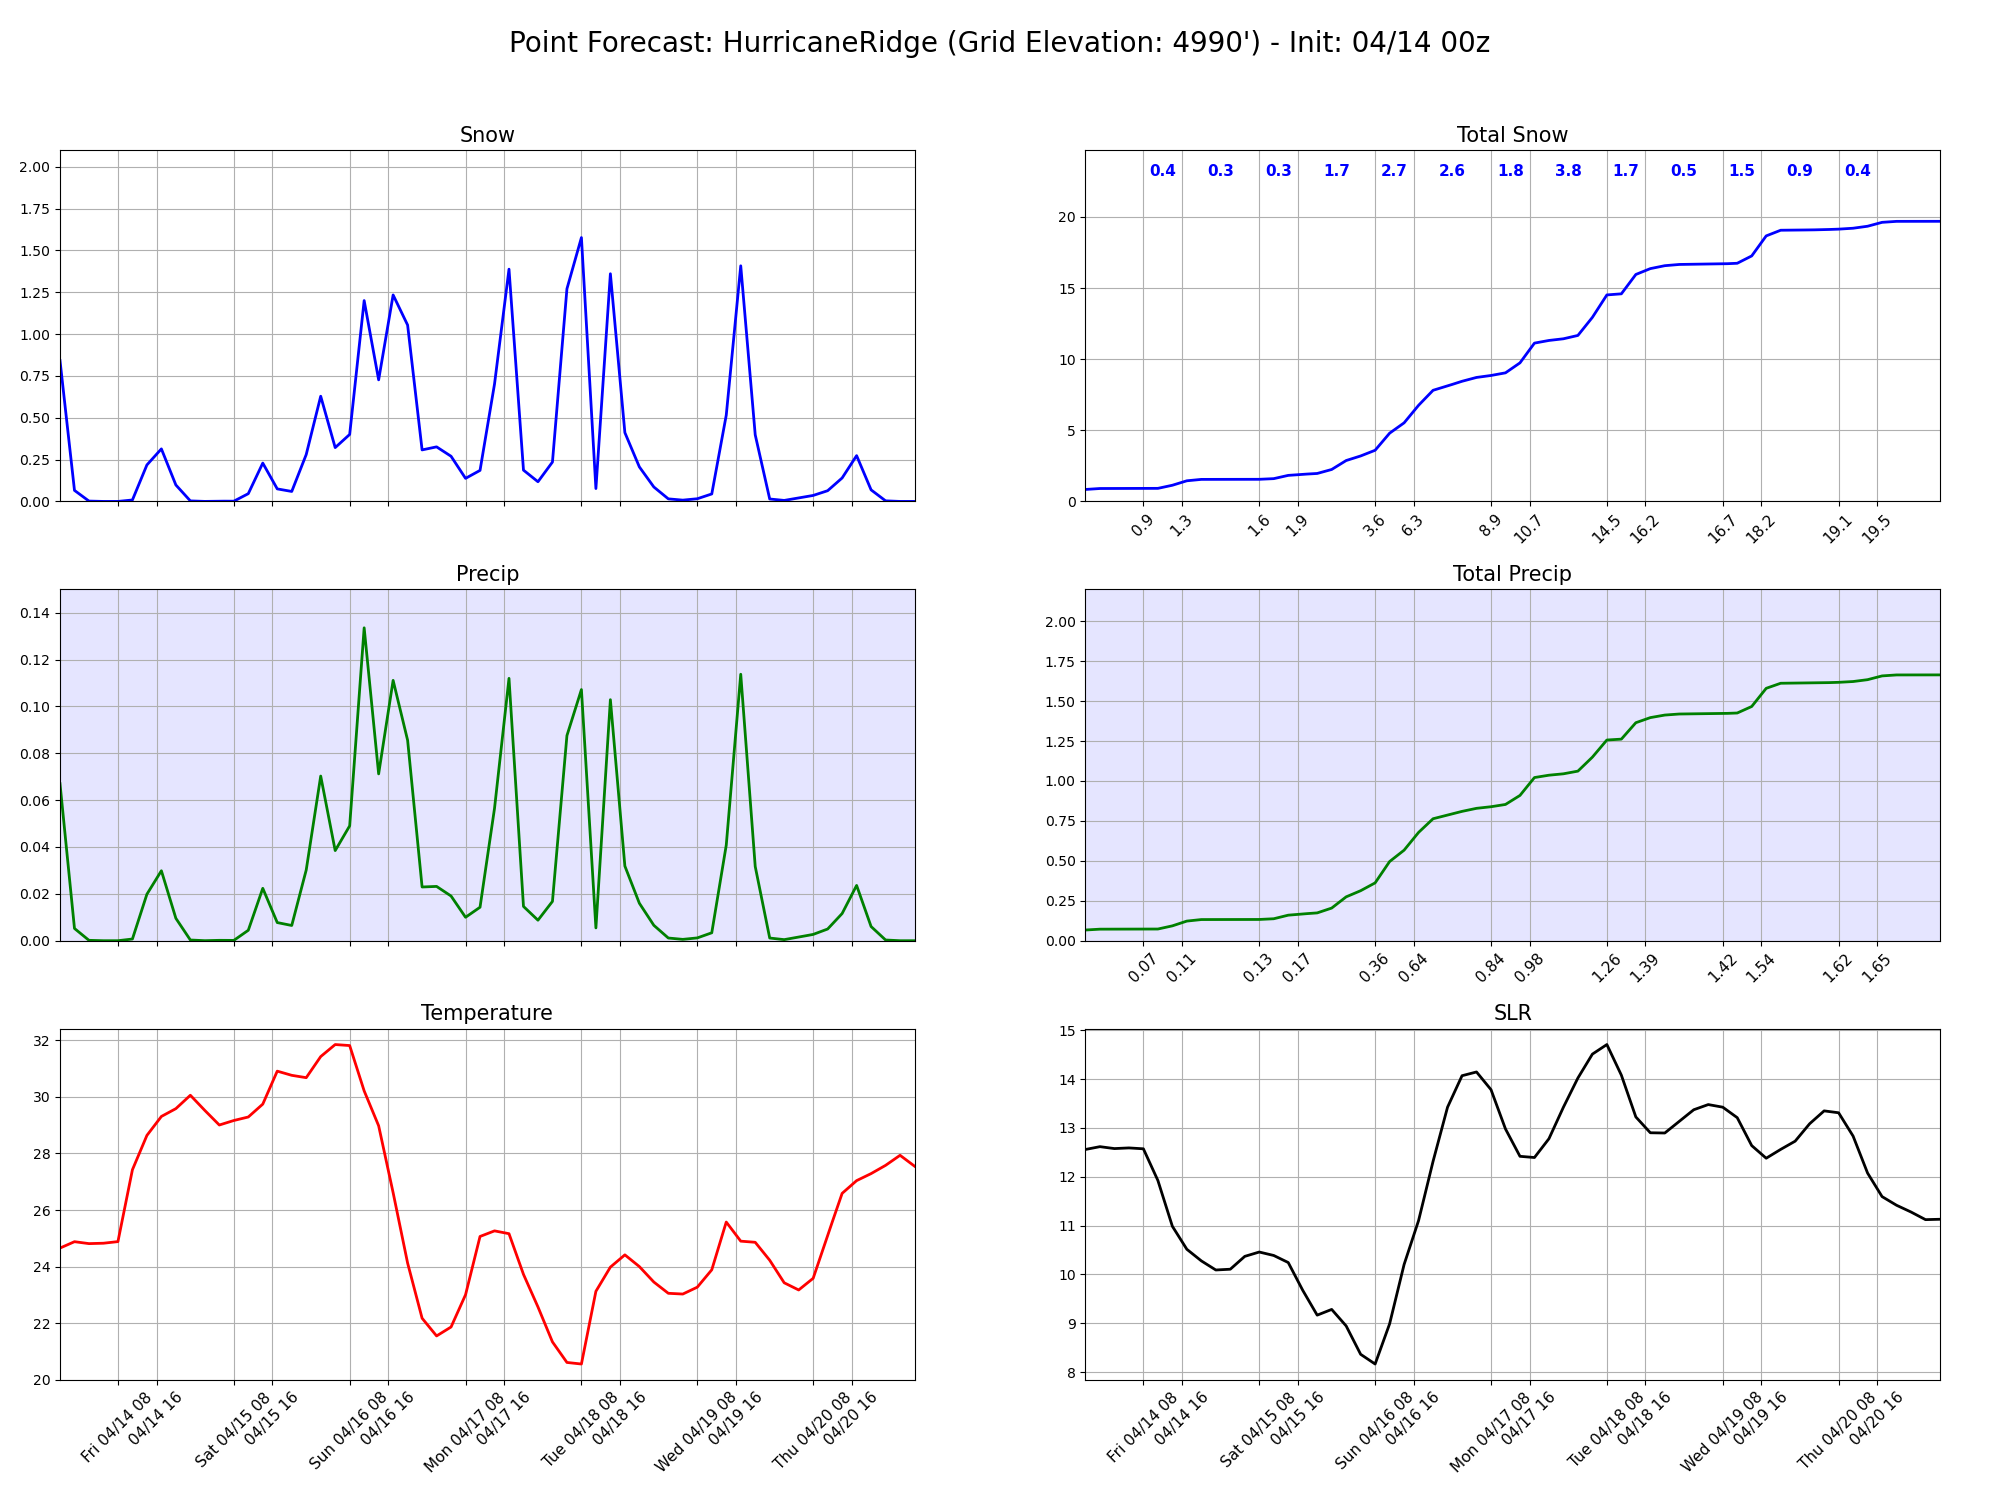 Point Forecast: HurricaneRidge (Grid Elevation: 4990') - Init: 04/14 00z
Snow
2.00
1.75
1.50
1.25
1.00
0.75
0.50
0.25
0.00
Total Snow
0.4 0.3 0.3 1.7 2.7 2.6 1.8 3.8 1.7 0.5 1.5 0.9 0.4
20
15
10
5
0
0.9 1.3 1.6 1.9 3.6 6.3 8.9 10.7 14.5 16.2 16.7 18.2 19.1 19.5
Precip
0.14
0.12
0.10
0.08
0.06
0.04
0.02
0.00
Total Precip
2.00
1.75
1.50
1.25
1.00
0.75
0.50
0.25
0.00
0.07 0.11 0.13 0.17 0.36 0.64 0.84 0.98 1.26 1.39 1.42 1.54 1.62 1.65
Temperature
32
30
28
26
24
22
20
Fri 04/14 08
04/14 16
Sat 04/15 08
04/15 16
Sun 04/16 08
04/16 16
Mon 04/17 08
04/17 16
Tue 04/18 08
04/18 16
Wed 04/19 08
04/19 16
Thu 04/20 08
04/20 16
SLR
15
14
13
12
11
10
9
8
Fri 04/14 08
04/14 16
Sat 04/15 08
04/15 16
Sun 04/16 08
04/16 16
Mon 04/17 08
04/17 16
Tue 04/18 08
04/18 16
Wed 04/19 08
04/19 16
Thu 04/20 08
04/20 16